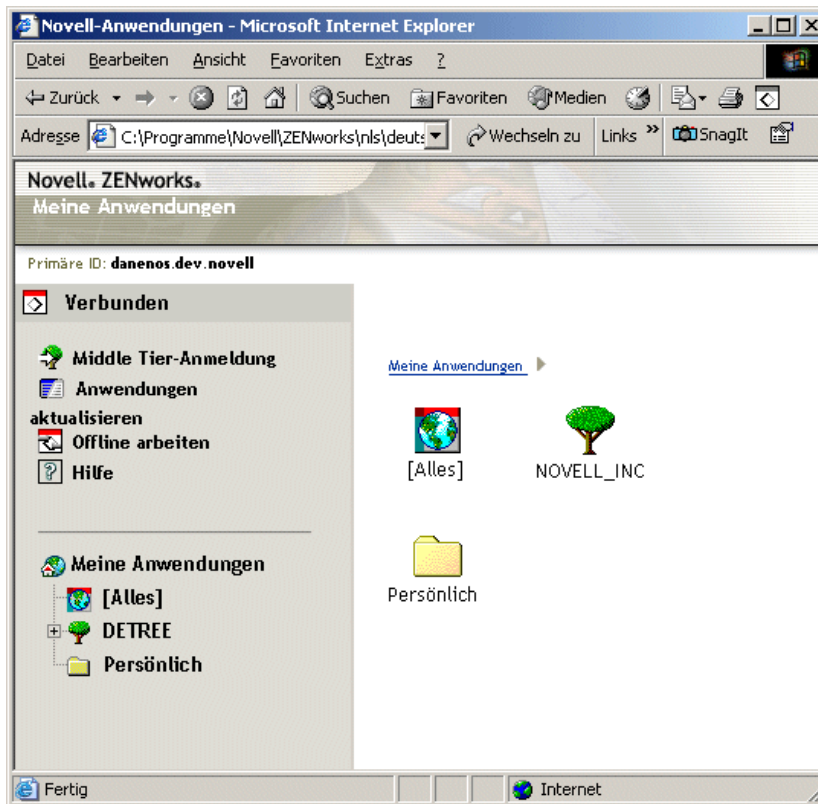 Novell-Anwendungen - Microsoft Internet Explorer
Datei Bearbeiten Ansicht Favoriten Extras ?
Zurück Suchen Favoriten Medien
Adresse C:\Programme\Novell\ZENworks\nls\deuts Wechseln zu Links » SnagIt
Novell. ZENworks.
Meine Anwendungen
Primäre ID: danenos.dev.novell
Verbunden
Middle Tier-Anmeldung
Anwendungen
aktualisieren
Offline arbeiten
Hilfe
Meine Anwendungen
[Alles]
DETREE
Persönlich
Meine Anwendungen
[Alles] NOVELL_INC
Persönlich
Fertig Internet